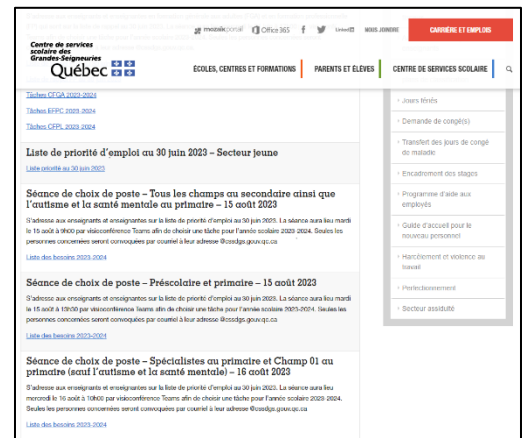 mozaïkportail Office 365 LinkedIn NOUS JOINDRE CARRIÈRE ET EMPLOIS
Centre de services
scolaire des
Grandes-Seigneuries
Québec
ÉCOLES, CENTRES ET FORMATIONS PARENTS ET ÉLÈVES CENTRE DE SERVICES SCOLAIRE
Tâches CFGA 2023-2024
Tâches EFPC 2023-2024
Tâches CFPL 2023-2024
Liste de priorité d'emploi au 30 juin 2023 – Secteur jeune
Liste priorité au 30 juin 2023
Séance de choix de poste – Tous les champs au secondaire ainsi que
l'autisme et la santé mentale au primaire – 15 août 2023
S'adresse aux enseignants et enseignantes sur la liste de priorité d'emploi au 30 juin 2023. La séance aura lieu mardi
le 15 août à 9h00 par visioconférence Teams afin de choisir une tâche pour l'année scolaire 2023-2024. Seules les
personnes concernées seront convoquées par courriel à leur adresse @cssdgs.gouv.qc.ca
Liste des besoins 2023-2024
Séance de choix de poste – Préscolaire et primaire – 15 août 2023
S'adresse aux enseignants et enseignantes sur la liste de priorité d'emploi au 30 juin 2023. La séance aura lieu mardi
le 15 août à 13h30 par visioconférence Teams afin de choisir une tâche pour l'année scolaire 2023-2024. Seules les
personnes concernées seront convoquées par courriel à leur adresse @cssdgs.gouv.qc.ca
Liste des besoins 2023-2024
Séance de choix de poste – Spécialistes au primaire et Champ 01 au
primaire (sauf l'autisme et la santé mentale) – 16 août 2023
S'adresse aux enseignants et enseignantes sur la liste de priorité d'emploi au 30 juin 2023. La séance aura lieu
mercredi le 16 août à 10h00 par visioconférence Teams afin de choisir une tâche pour l'année scolaire 2023-2024.
Seules les personnes concernées seront convoquées par courriel à leur adresse @cssdgs.gouv.qc.ca
Liste des besoins 2023-2024
Jours fériés
Demande de congé(s)
Transfert des jours de congé
de maladie
Encadrement des stages
Programme d'aide aux
employés
Guide d'accueil pour le
nouveau personnel
Harcèlement et violence au
travail
Perfectionnement
Secteur assiduité